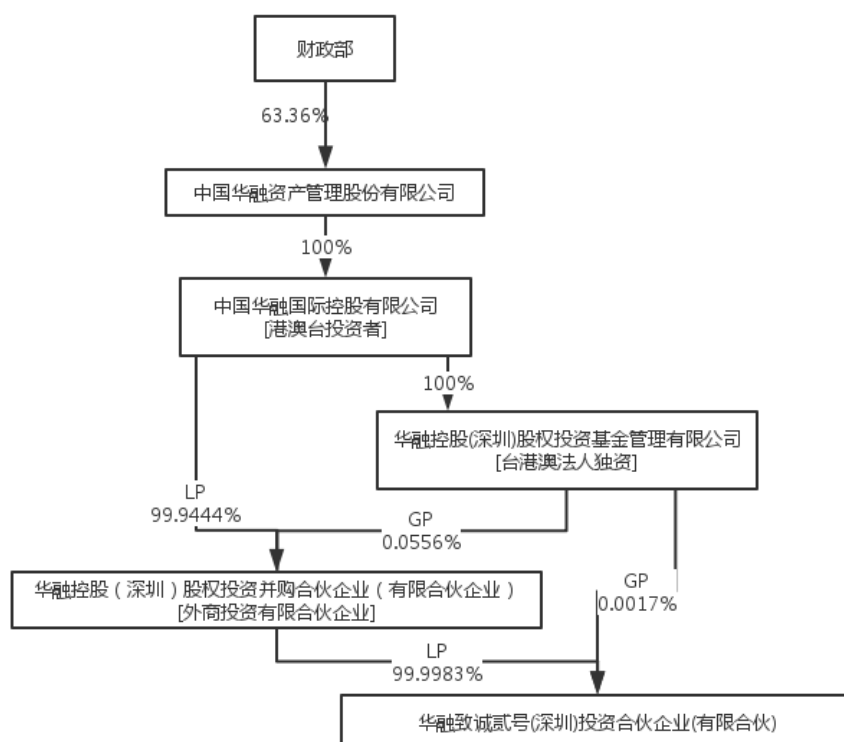 财政部
63.36%
中国华融资产管理股份有限公司
100%
中国华融国际控股有限公司
[港澳台投资者]
100%
华融控股(深圳)股权投资基金管理有限公司
[台港澳法人独资]
LP
99.9444%
GP
0.0556%
华融控股（深圳）股权投资并购合伙企业（有限合伙企业）
[外商投资有限合伙企业]
GP
0.0017%
LP
99.9983%
华融致诚贰号(深圳)投资合伙企业(有限合伙)